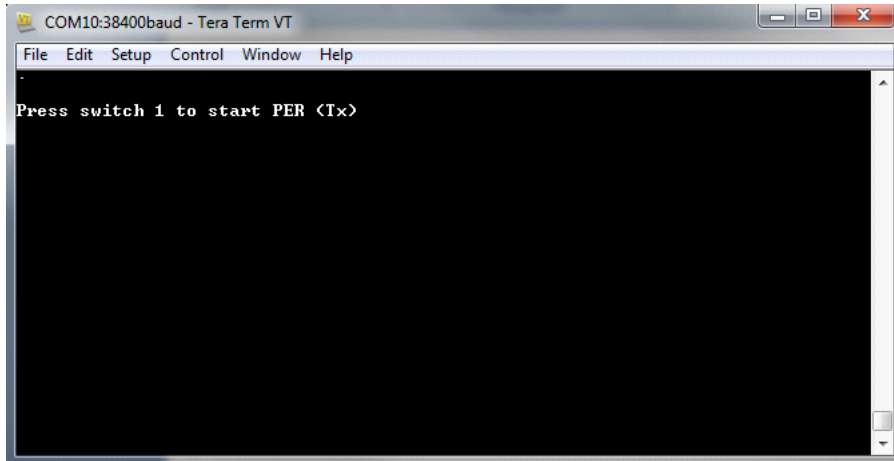 COM10:38400baud - Tera Term VT
File Edit Setup Control Window Help
Press switch 1 to start PER (Tx)